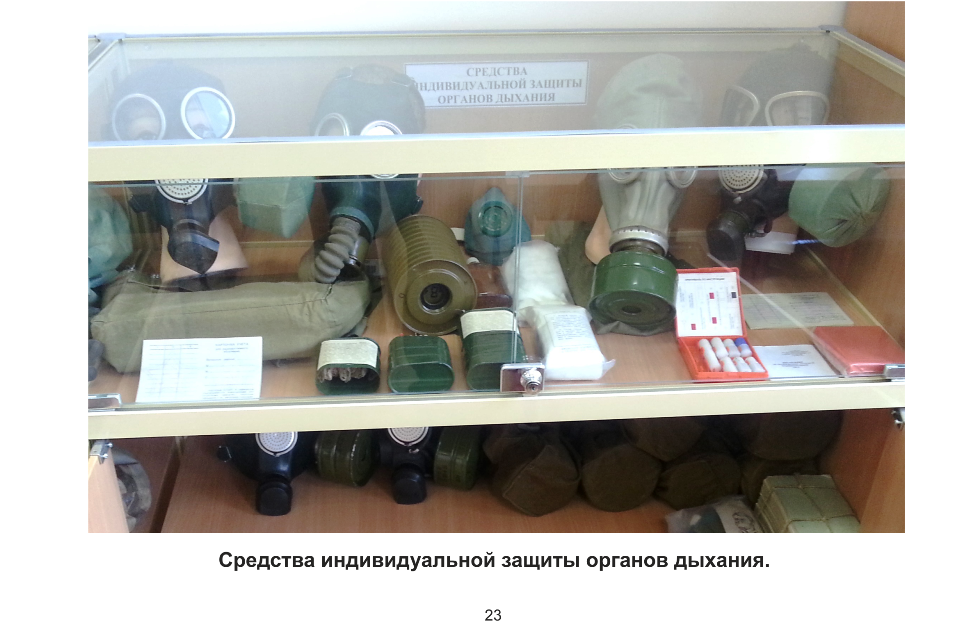 СРЕДСТВА
ИНДИВИДУАЛЬНОЙ ЗАЩИТЫ
ОРГАНОВ ДЫХАНИЯ
Средства индивидуальной защиты органов дыхания.
23